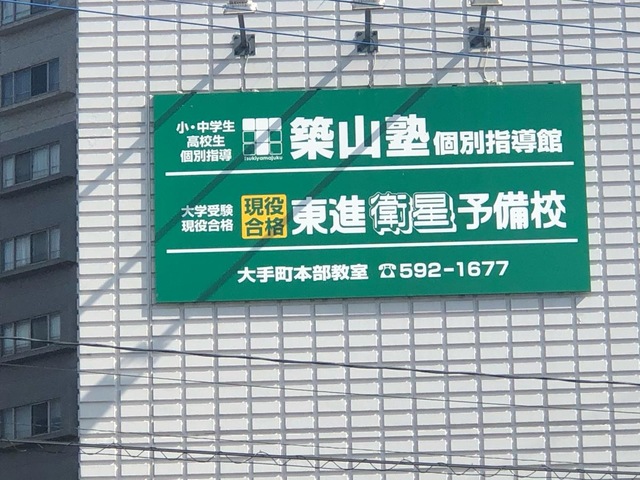 小・中学生
高校生
個別指導
tsukiyamajuku
築山塾 個別指導館
大学受験
現役合格
現役
合格
東進衛星予備校
大手町本部教室 ☎592-1677